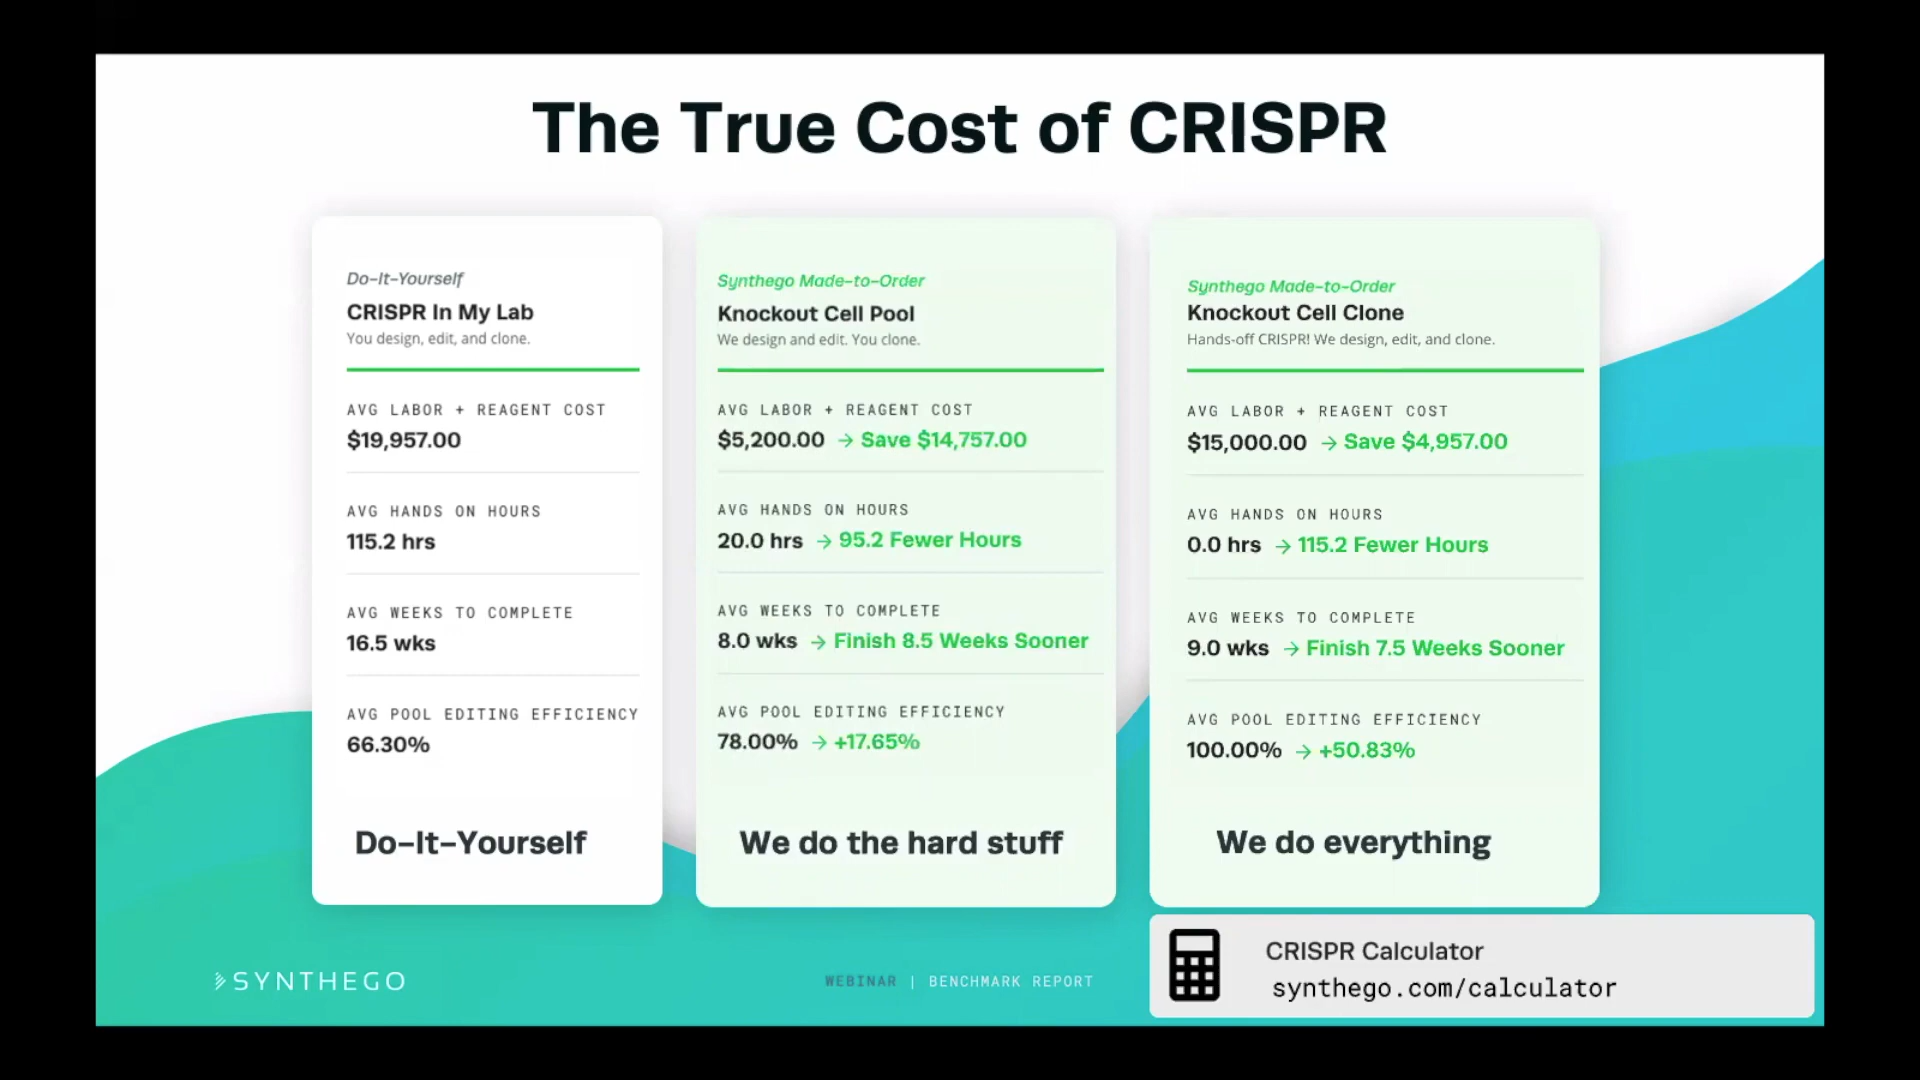 The True Cost of CRISPR
Do-It-Yourself
CRISPR In My Lab
You design, edit, and clone.
AVG LABOR + REAGENT COST
$19,957.00
AVG HANDS ON HOURS
115.2 hrs
AVG WEEKS TO COMPLETE
16.5 wks
AVG POOL EDITING EFFICIENCY
66.30%
Do-It-Yourself
Synthego Made-to-Order
Knockout Cell Pool
We design and edit. You clone.
AVG LABOR + REAGENT COST
$5,200.00 → Save $14,757.00
AVG HANDS ON HOURS
20.0 hrs → 95.2 Fewer Hours
AVG WEEKS TO COMPLETE
8.0 wks → Finish 8.5 Weeks Sooner
AVG POOL EDITING EFFICIENCY
78.00% → +17.65%
We do the hard stuff
Synthego Made-to-Order
Knockout Cell Clone
Hands-off CRISPR! We design, edit, and clone.
AVG LABOR + REAGENT COST
$15,000.00 → Save $4,957.00
AVG HANDS ON HOURS
0.0 hrs → 115.2 Fewer Hours
AVG WEEKS TO COMPLETE
9.0 wks → Finish 7.5 Weeks Sooner
AVG POOL EDITING EFFICIENCY
100.00% → +50.83%
We do everything
SYNTHEGO
WEBINAR | BENCHMARK REPORT
CRISPR Calculator
synthego.com/calculator